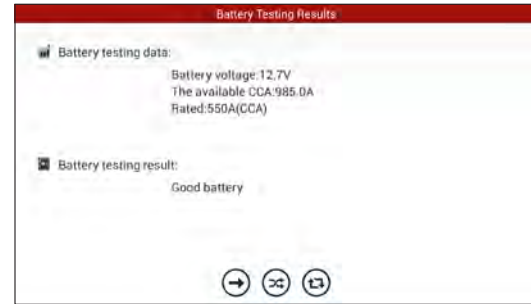 Battery Testing Results
Battery testing data:
Battery voltage:12.7V
The available CCA:985.0A
Rated:550A(CCA)
Battery testing result:
Good battery